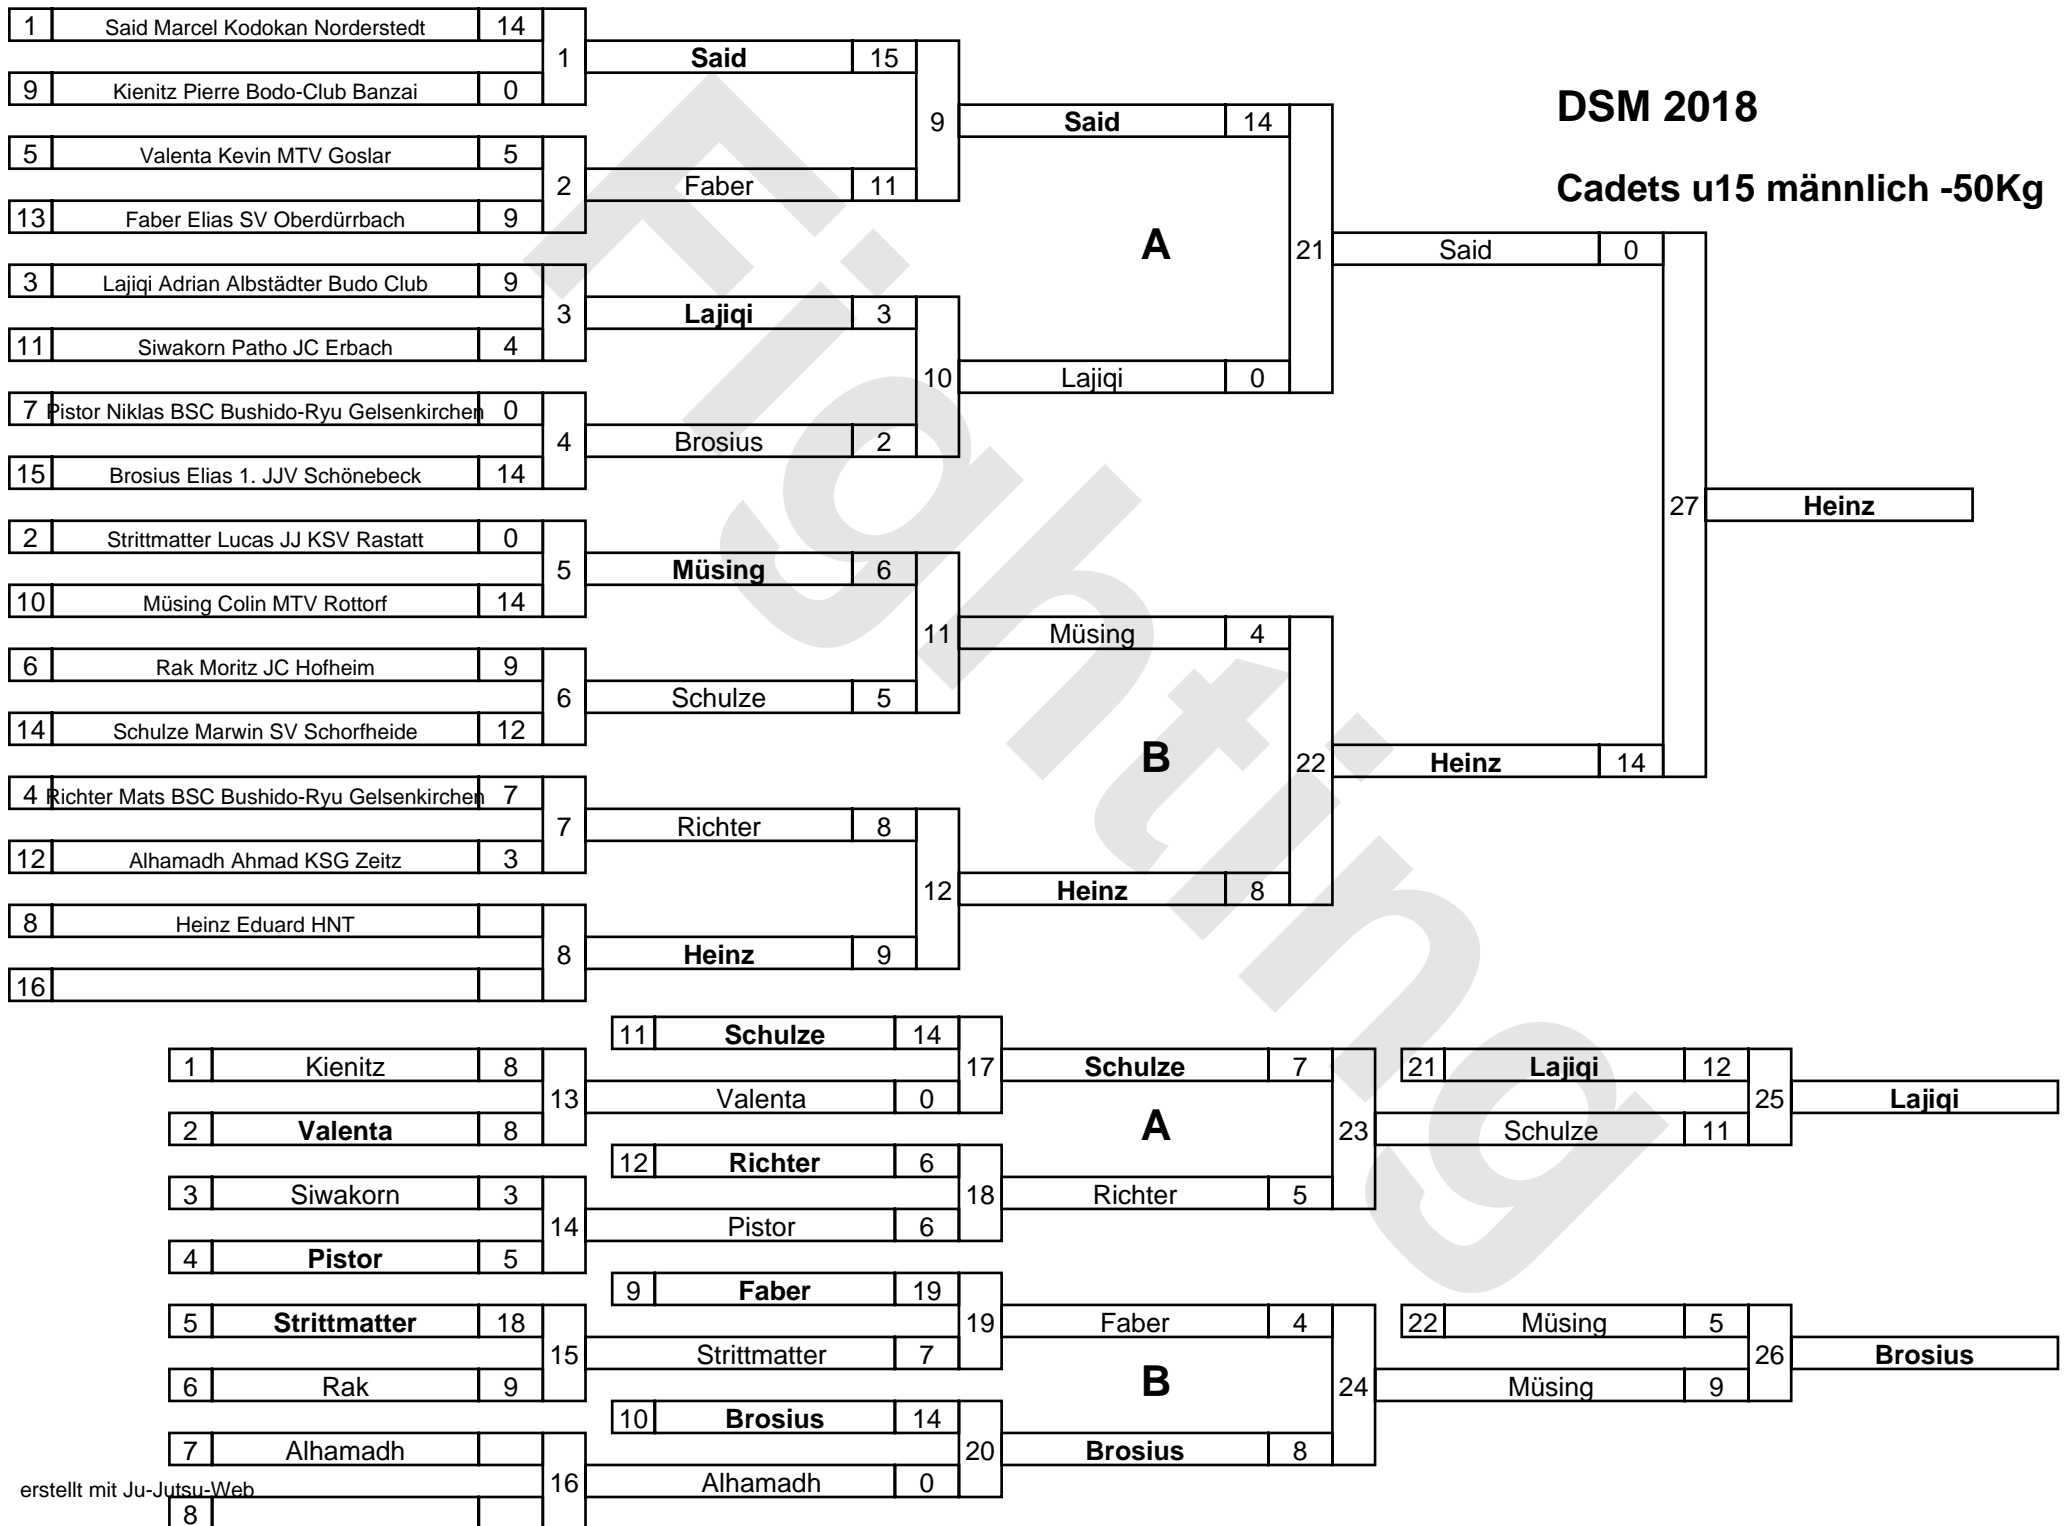 DSM 2018
Cadets u15 männlich -50Kg
Fighting
1 Said Marcel Kodokan Norderstedt 14
9 Kienitz Pierre Bodo-Club Banzai 0
1
5 Valenta Kevin MTV Goslar 5
13 Faber Elias SV Oberdürrbach 9
2
3 Lajiqi Adrian Albstädter Budo Club 9
11 Siwakorn Patho JC Erbach 4
3
7 Pistor Niklas BSC Bushido-Ryu Gelsenkirchen 0
15 Brosius Elias 1. JJV Schönebeck 14
4
2 Strittmatter Lucas JJ KSV Rastatt 0
10 Müsing Colin MTV Rottorf 14
5
6 Rak Moritz JC Hofheim 9
14 Schulze Marwin SV Schorfheide 12
6
4 Richter Mats BSC Bushido-Ryu Gelsenkirchen 7
12 Alhamadh Ahmad KSG Zeitz 3
7
8 Heinz Eduard HNT
16
8
Said 15
Faber 11
9
Lajiqi 3
Brosius 2
10
Müsing 6
Schulze 5
11
Richter 8
Heinz 9
12
Said 14
A
Lajiqi 0
21
Müsing 4
B
Heinz 8
22
Said 0
Heinz 14
27
Heinz
1 Kienitz 8
2 Valenta 8
13
3 Siwakorn 3
4 Pistor 5
14
5 Strittmatter 18
6 Rak 9
15
7 Alhamadh
8
16
11 Schulze 14
Valenta 0
17
12 Richter 6
Pistor 6
18
9 Faber 19
Strittmatter 7
19
10 Brosius 14
Alhamadh 0
20
Schulze 7
A
Richter 5
23
Faber 4
B
Brosius 8
24
21 Lajiqi 12
Schulze 11
25
Lajiqi
22 Müsing 5
Müsing 9
26
Brosius
erstellt mit Ju-Jutsu-Web